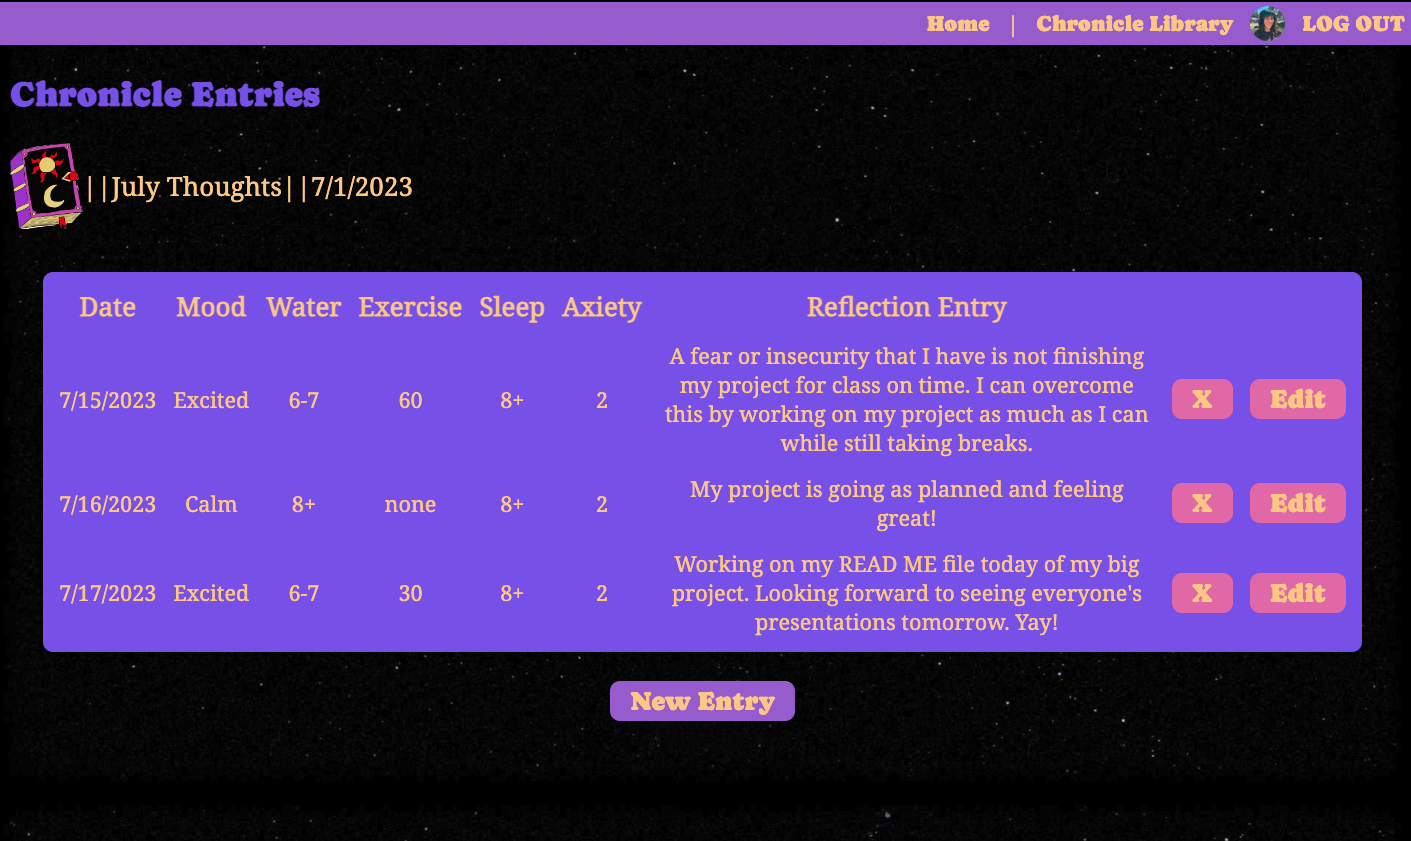 Home | Chronicle Library LOG OUT
Chronicle Entries
||July Thoughts||7/1/2023
Date Mood Water Exercise Sleep Axiety Reflection Entry
7/15/2023 Excited 6-7 60 8+ 2
A fear or insecurity that I have is not finishing
my project for class on time. I can overcome
this by working on my project as much as I can
while still taking breaks.
X Edit
7/16/2023 Calm 8+ none 8+ 2
My project is going as planned and feeling
great!
X Edit
7/17/2023 Excited 6-7 30 8+ 2
Working on my READ ME file today of my big
project. Looking forward to seeing everyone's
presentations tomorrow. Yay!
X Edit
New Entry